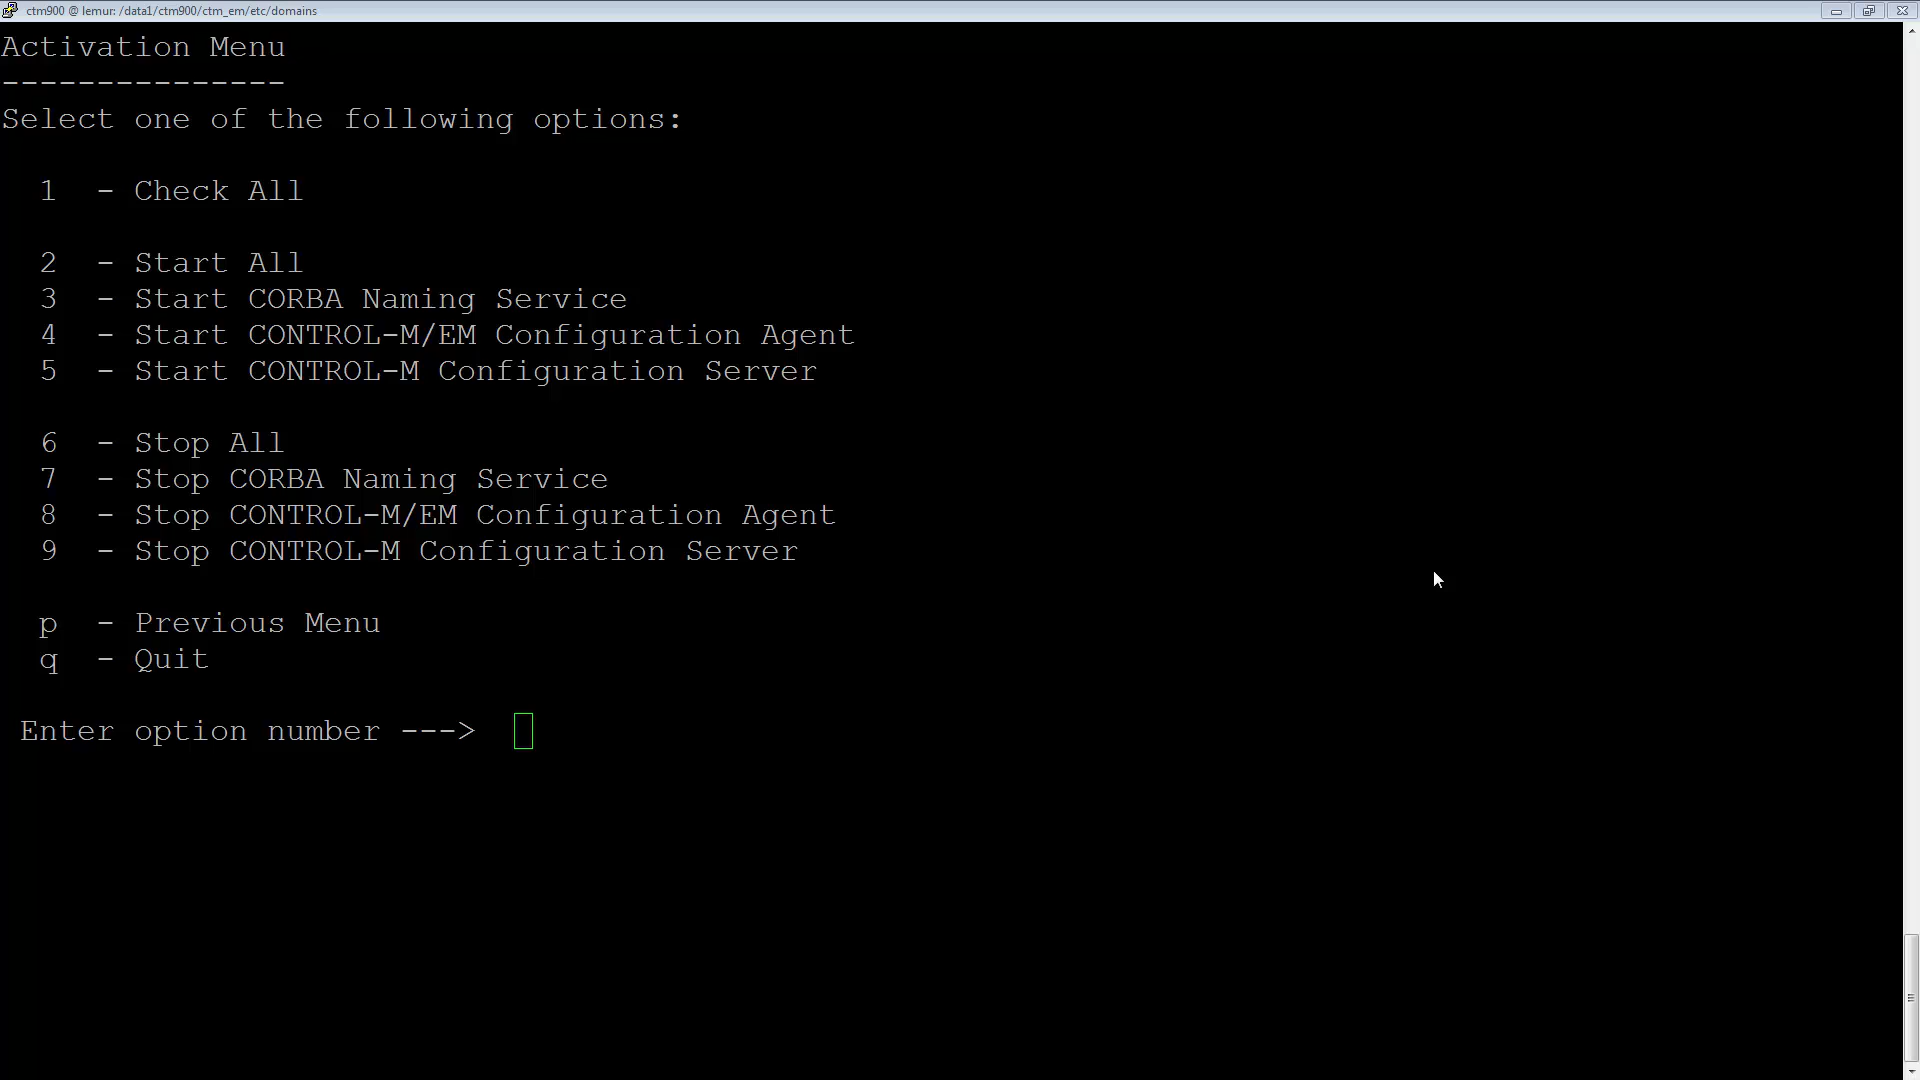 ctm900 @ lemur: /data1/ctm900/ctm_em/etc/domains
Activation Menu
---------------
Select one of the following options:
1 - Check All
2 - Start All
3 - Start CORBA Naming Service
4 - Start CONTROL-M/EM Configuration Agent
5 - Start CONTROL-M Configuration Server
6 - Stop All
7 - Stop CORBA Naming Service
8 - Stop CONTROL-M/EM Configuration Agent
9 - Stop CONTROL-M Configuration Server
p - Previous Menu
q - Quit
Enter option number --->